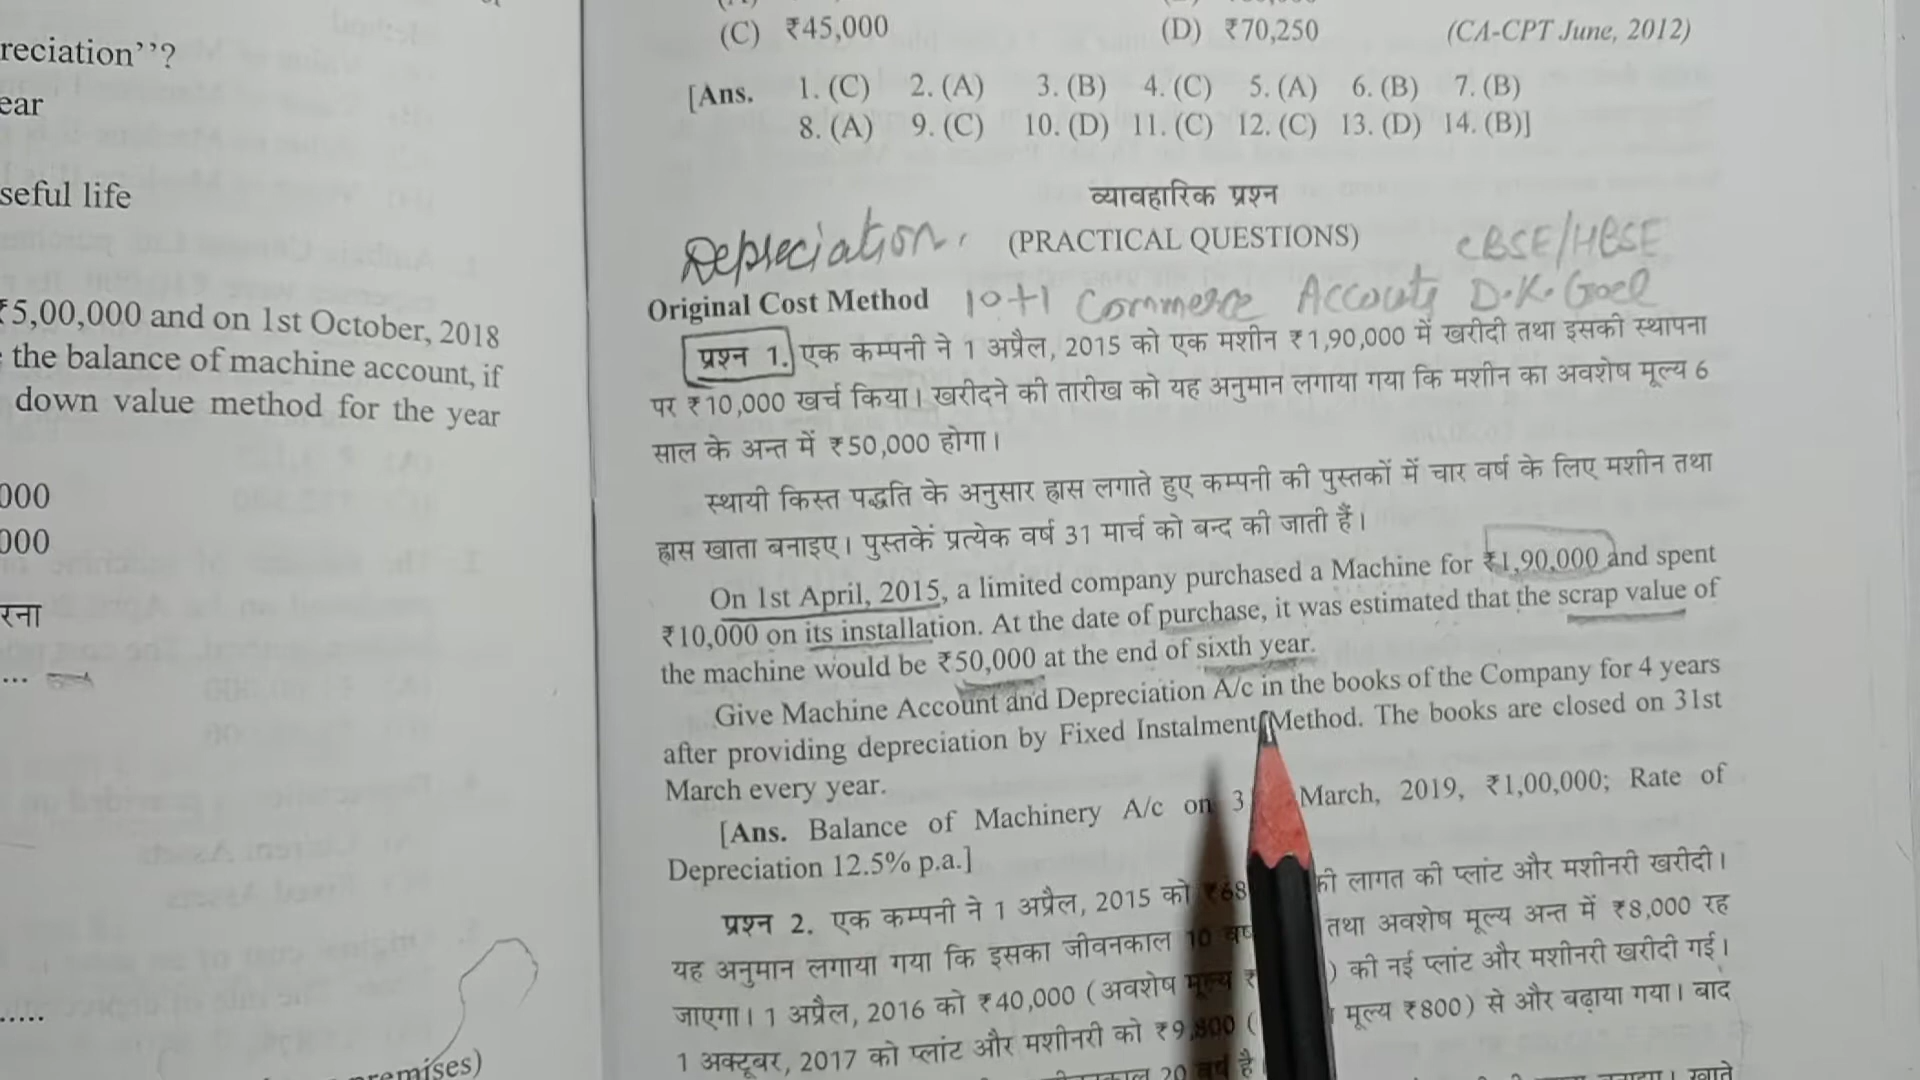 reciation’’?
ear
seful life
₹5,00,000 and on 1st October, 2018
the balance of machine account, if
down value method for the year
000
000
रना
...
.....
premises)
(C) ₹45,000 (D) ₹70,250 (CA-CPT June, 2012)
[Ans. 1. (C) 2. (A) 3. (B) 4. (C) 5. (A) 6. (B) 7. (B)
8. (A) 9. (C) 10. (D) 11. (C) 12. (C) 13. (D) 14. (B)]
व्यावहारिक प्रश्न
Depreciation. (PRACTICAL QUESTIONS) CBSE/HBSE
Original Cost Method 10+1 Commerce Accounts D.K. Goel
प्रश्न 1. एक कम्पनी ने 1 अप्रैल, 2015 को एक मशीन ₹1,90,000 में खरीदी तथा इसकी स्थापना
पर ₹10,000 खर्च किया। खरीदने की तारीख को यह अनुमान लगाया गया कि मशीन का अवशेष मूल्य 6
साल के अन्त में ₹50,000 होगा।
स्थायी किस्त पद्धति के अनुसार ह्रास लगाते हुए कम्पनी की पुस्तकों में चार वर्ष के लिए मशीन तथा
ह्रास खाता बनाइए। पुस्तकें प्रत्येक वर्ष 31 मार्च को बन्द की जाती हैं।
On 1st April, 2015, a limited company purchased a Machine for ₹1,90,000 and spent
₹10,000 on its installation. At the date of purchase, it was estimated that the scrap value of
the machine would be ₹50,000 at the end of sixth year.
Give Machine Account and Depreciation A/c in the books of the Company for 4 years
after providing depreciation by Fixed Instalment Method. The books are closed on 31st
March every year.
[Ans. Balance of Machinery A/c on 3 March, 2019, ₹1,00,000; Rate of
Depreciation 12.5% p.a.]
प्रश्न 2. एक कम्पनी ने 1 अप्रैल, 2015 को ₹68 की लागत की प्लांट और मशीनरी खरीदी।
यह अनुमान लगाया गया कि इसका जीवनकाल 10 वर्ष तथा अवशेष मूल्य अन्त में ₹8,000 रह
जाएगा। 1 अप्रैल, 2016 को ₹40,000 (अवशेष मूल्य ₹ ) की नई प्लांट और मशीनरी खरीदी गई।
1 अक्टूबर, 2017 को प्लांट और मशीनरी को ₹9,800 ( मूल्य ₹800) से और बढ़ाया गया। बाद
20 वर्ष है।